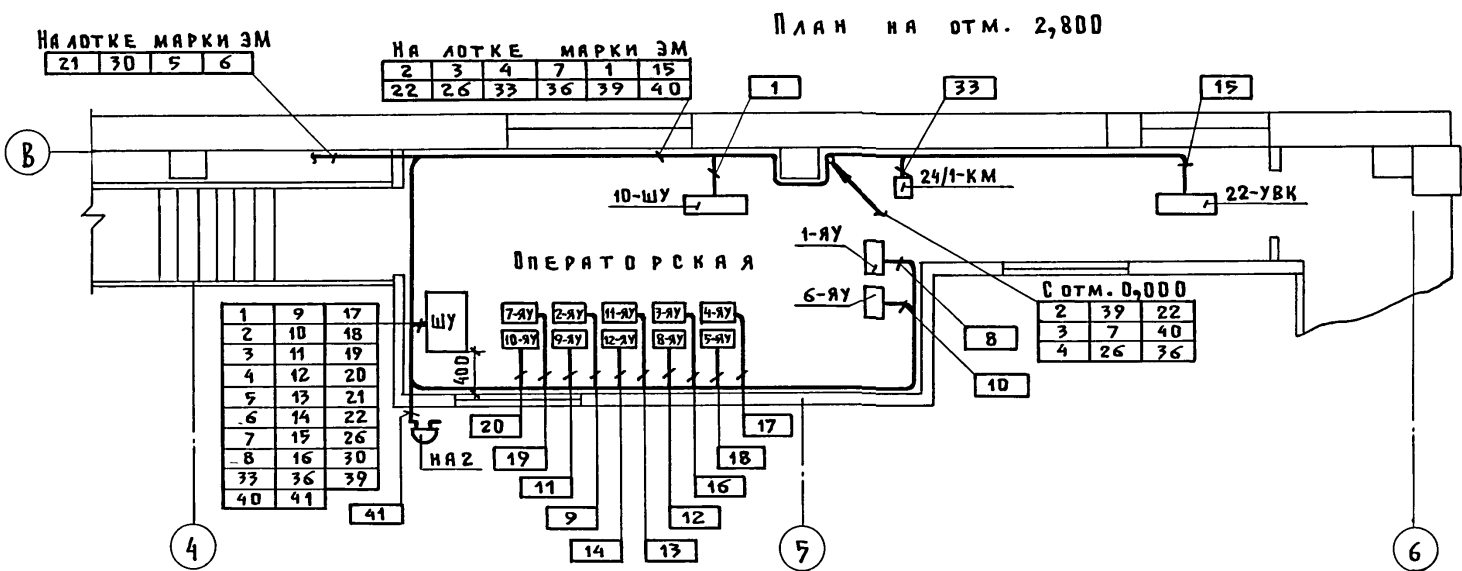 План на отм. 2,800
На лотке марки ЭМ
21 30 5 6
На лотке марки ЭМ
2 3 4 7 1 15
22 26 33 36 39 40
1
33
15
В
10-ШУ
24/1-КМ
22-УВК
1-ЯУ
6-ЯУ
Операторская
С отм. 0,000
2 39 22
3 7 40
4 26 36
8
10
1 9 17
2 10 18
3 11 19
4 12 20
5 13 21
6 14 22
7 15 26
8 16 30
33 36 39
40 41
ШУ
400
7-ЯУ 2-ЯУ 11-ЯУ 3-ЯУ 4-ЯУ
10-ЯУ 9-ЯУ 12-ЯУ 8-ЯУ 5-ЯУ
НА2
41
20
19
11
9
14
13
12
16
18
17
4
5
6